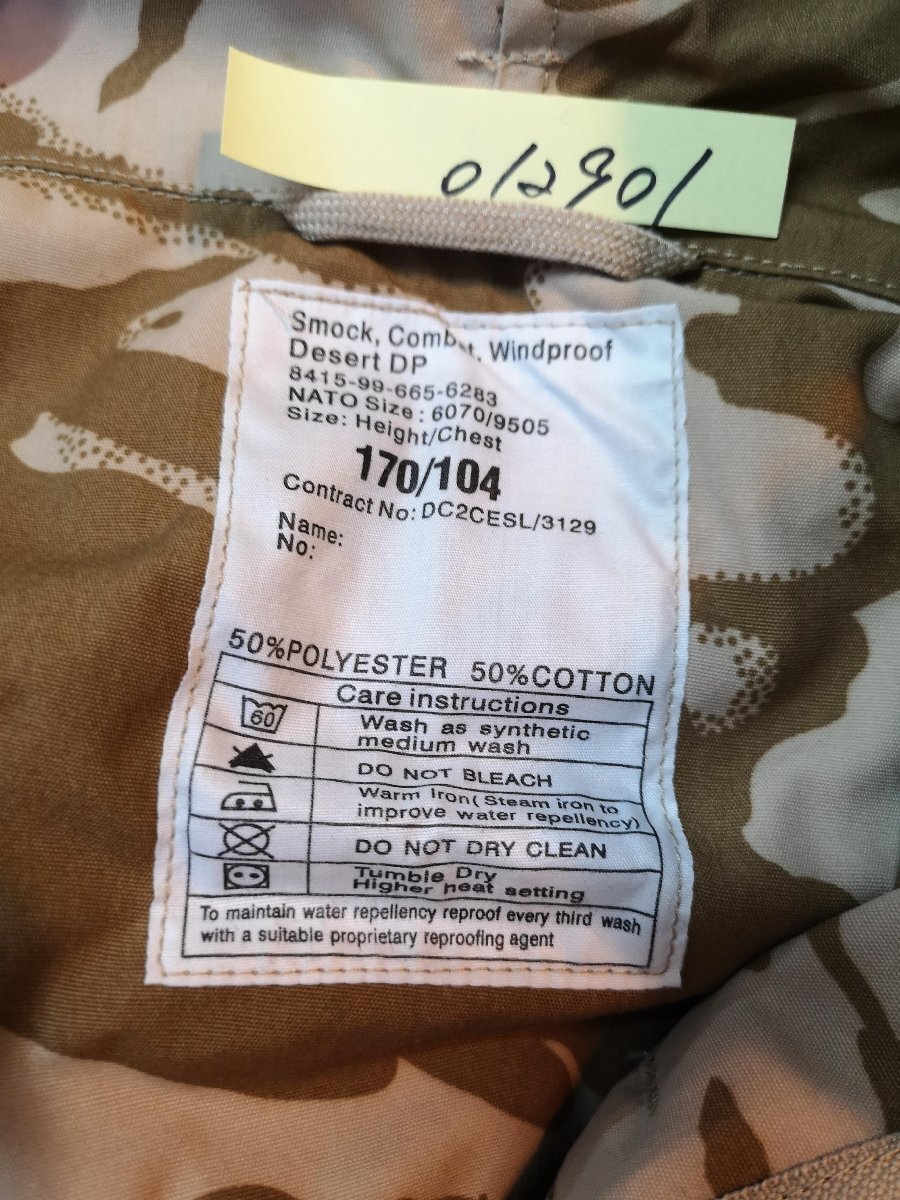 012901
Smock, Combat, Windproof
Desert DP
8415-99-665-6283
NATO Size: 6070/9505
Size: Height/Chest
170/104
Contract No: DC2CESL/3129
Name:
No:
50%POLYESTER 50%COTTON
Care instructions
60 Wash as synthetic
medium wash
DO NOT BLEACH
Warm Iron(Steam iron to
improve water repellency)
DO NOT DRY CLEAN
Tumble Dry
Higher heat setting
To maintain water repellency reproof every third wash
with a suitable proprietary reproofing agent